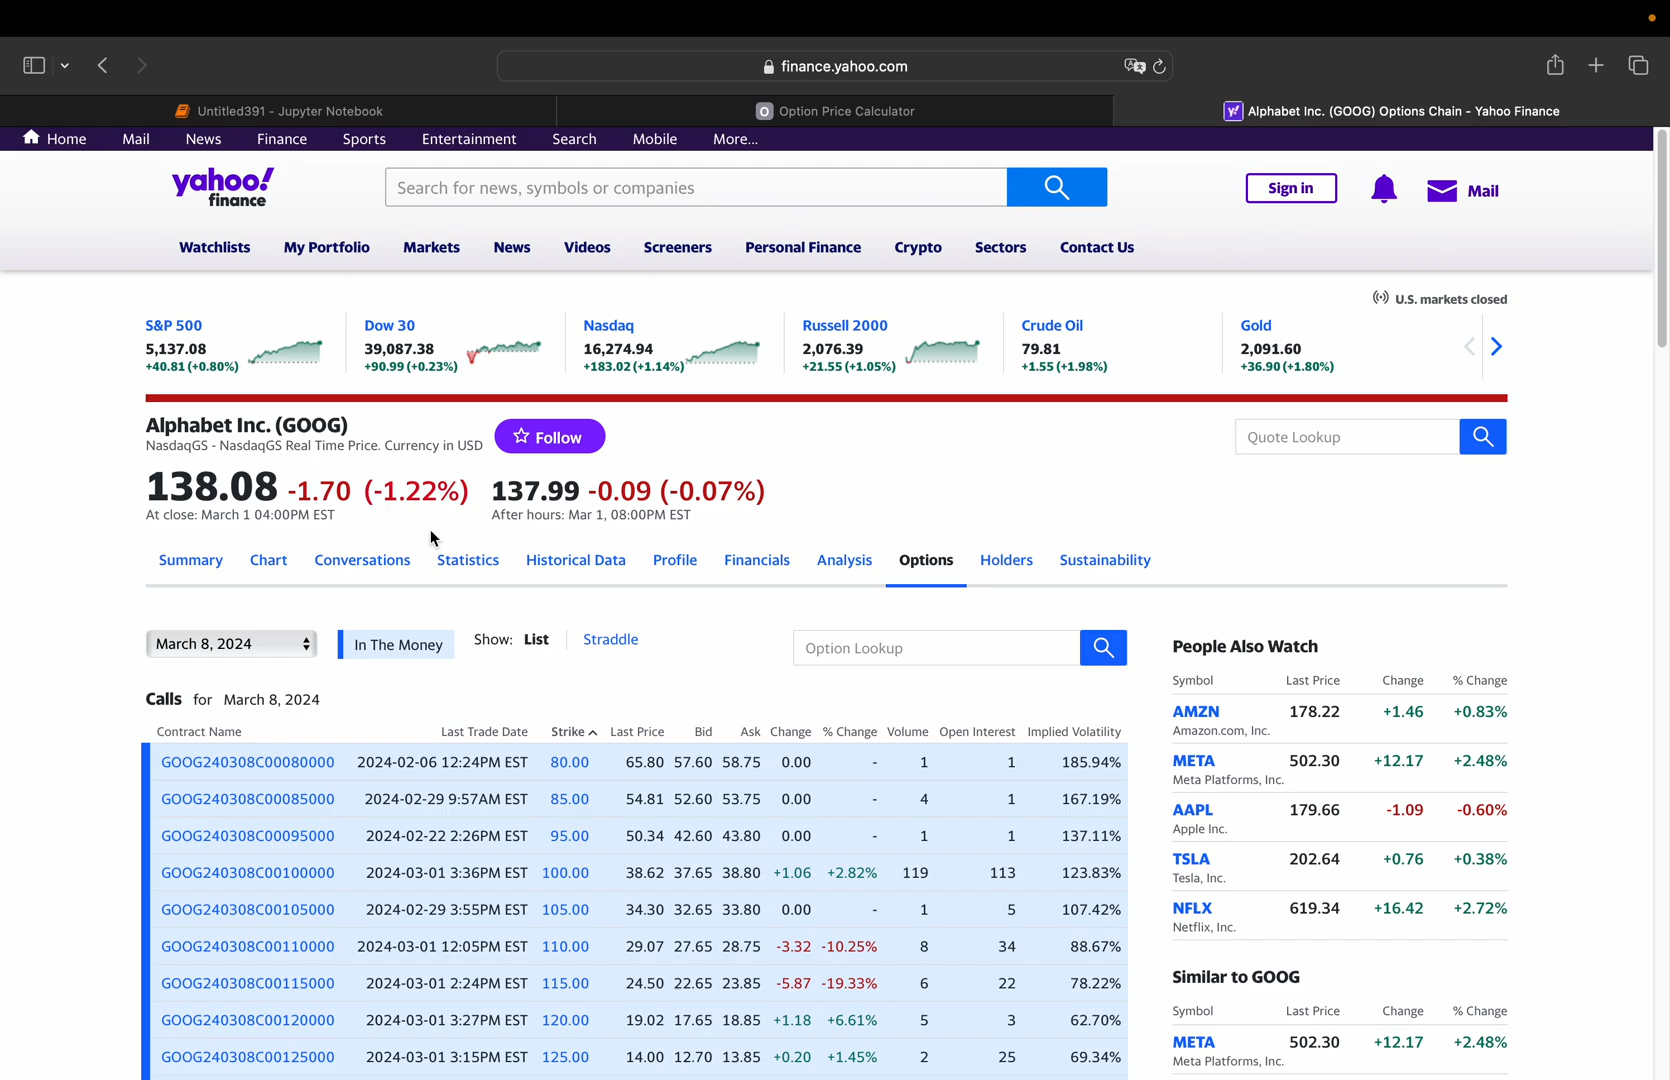 finance.yahoo.com
Untitled391 - Jupyter Notebook
Option Price Calculator
Alphabet Inc. (GOOG) Options Chain - Yahoo Finance
Home Mail News Finance Sports Entertainment Search Mobile More...
yahoo!
finance
Search for news, symbols or companies
Sign in
Mail
Watchlists My Portfolio Markets News Videos Screeners Personal Finance Crypto Sectors Contact Us
U.S. markets closed
S&P 500
5,137.08
+40.81 (+0.80%)
Dow 30
39,087.38
+90.99 (+0.23%)
Nasdaq
16,274.94
+183.02 (+1.14%)
Russell 2000
2,076.39
+21.55 (+1.05%)
Crude Oil
79.81
+1.55 (+1.98%)
Gold
2,091.60
+36.90 (+1.80%)
Alphabet Inc. (GOOG)
NasdaqGS - NasdaqGS Real Time Price. Currency in USD
Follow
Quote Lookup
138.08 -1.70 (-1.22%)
At close: March 1 04:00PM EST
137.99 -0.09 (-0.07%)
After hours: Mar 1, 08:00PM EST
Summary Chart Conversations Statistics Historical Data Profile Financials Analysis Options Holders Sustainability
March 8, 2024
In The Money
Show: List Straddle
Option Lookup
Calls for March 8, 2024
Contract Name Last Trade Date Strike Last Price Bid Ask Change % Change Volume Open Interest Implied Volatility
GOOG240308C00080000 2024-02-06 12:24PM EST 80.00 65.80 57.60 58.75 0.00 - 1 1 185.94%
GOOG240308C00085000 2024-02-29 9:57AM EST 85.00 54.81 52.60 53.75 0.00 - 4 1 167.19%
GOOG240308C00095000 2024-02-22 2:26PM EST 95.00 50.34 42.60 43.80 0.00 - 1 1 137.11%
GOOG240308C00100000 2024-03-01 3:36PM EST 100.00 38.62 37.65 38.80 +1.06 +2.82% 119 113 123.83%
GOOG240308C00105000 2024-02-29 3:55PM EST 105.00 34.30 32.65 33.80 0.00 - 1 5 107.42%
GOOG240308C00110000 2024-03-01 12:05PM EST 110.00 29.07 27.65 28.75 -3.32 -10.25% 8 34 88.67%
GOOG240308C00115000 2024-03-01 2:24PM EST 115.00 24.50 22.65 23.85 -5.87 -19.33% 6 22 78.22%
GOOG240308C00120000 2024-03-01 3:27PM EST 120.00 19.02 17.65 18.85 +1.18 +6.61% 5 3 62.70%
GOOG240308C00125000 2024-03-01 3:15PM EST 125.00 14.00 12.70 13.85 +0.20 +1.45% 2 25 69.34%
People Also Watch
Symbol Last Price Change % Change
AMZN 178.22 +1.46 +0.83%
Amazon.com, Inc.
META 502.30 +12.17 +2.48%
Meta Platforms, Inc.
AAPL 179.66 -1.09 -0.60%
Apple Inc.
TSLA 202.64 +0.76 +0.38%
Tesla, Inc.
NFLX 619.34 +16.42 +2.72%
Netflix, Inc.
Similar to GOOG
Symbol Last Price Change % Change
META 502.30 +12.17 +2.48%
Meta Platforms, Inc.